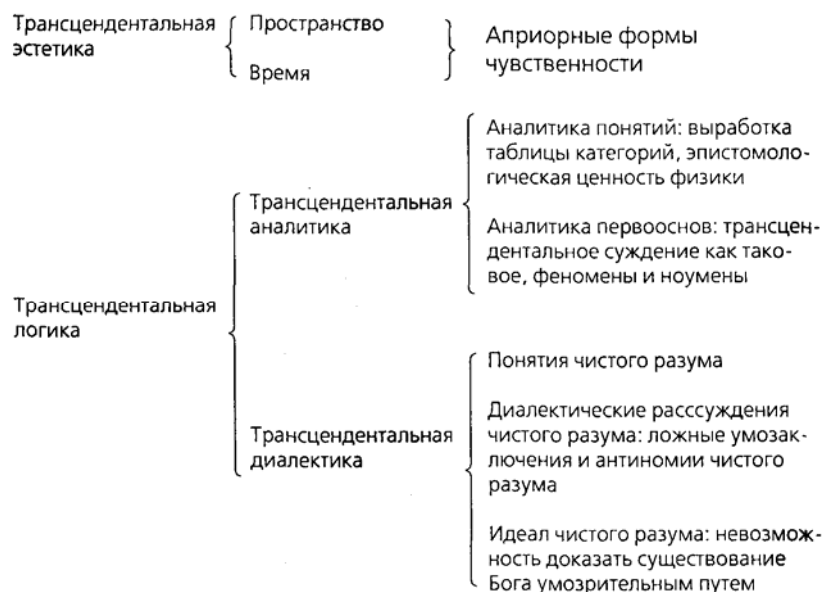 Трансцендентальная
эстетика
Пространство
Время
Априорные формы
чувственности
Трансцендентальная
логика
Трансцендентальная
аналитика
Аналитика понятий: выработка
таблицы категорий, эпистомоло-
гическая ценность физики
Аналитика первооснов: трансцен-
дентальное суждение как тако-
вое, феномены и ноумены
Трансцендентальная
диалектика
Понятия чистого разума
Диалектические расссуждения
чистого разума: ложные умозак-
лючения и антиномии чистого
разума
Идеал чистого разума: невозмож-
ность доказать существование
Бога умозрительным путем